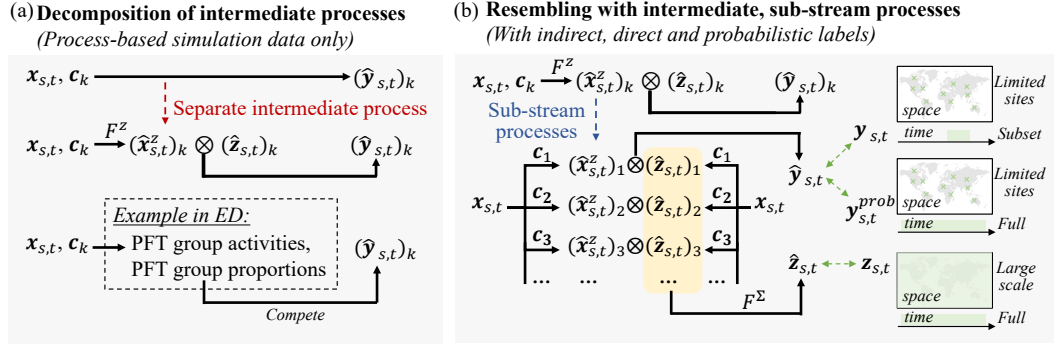 (a) Decomposition of intermediate processes
(Process-based simulation data only)
x_{s,t}, c_k → (ŷ_{s,t})_k
Separate intermediate process
x_{s,t}, c_k F^Z (x̂^z_{s,t})_k ⊗ (ẑ_{s,t})_k (ŷ_{s,t})_k
Example in ED:
x_{s,t}, c_k PFT group activities,
PFT group proportions (ŷ_{s,t})_k
Compete
(b) Resembling with intermediate, sub-stream processes
(With indirect, direct and probabilistic labels)
x_{s,t}, c_k F^Z (x̂^z_{s,t})_k ⊗ (ẑ_{s,t})_k (ŷ_{s,t})_k
Sub-stream
processes
c_1 (x̂^z_{s,t})_1 ⊗ (ẑ_{s,t})_1 c_1
x_{s,t} c_2 (x̂^z_{s,t})_2 ⊗ (ẑ_{s,t})_2 c_2 x_{s,t}
c_3 (x̂^z_{s,t})_3 ⊗ (ẑ_{s,t})_3 c_3
... ... ... ...
...
F^Σ
ŷ_{s,t}
y_{s,t}
y^{prob}_{s,t}
ẑ_{s,t} z_{s,t}
space
Limited
sites
time Subset
space
Limited
sites
time Full
space
Large
scale
time Full